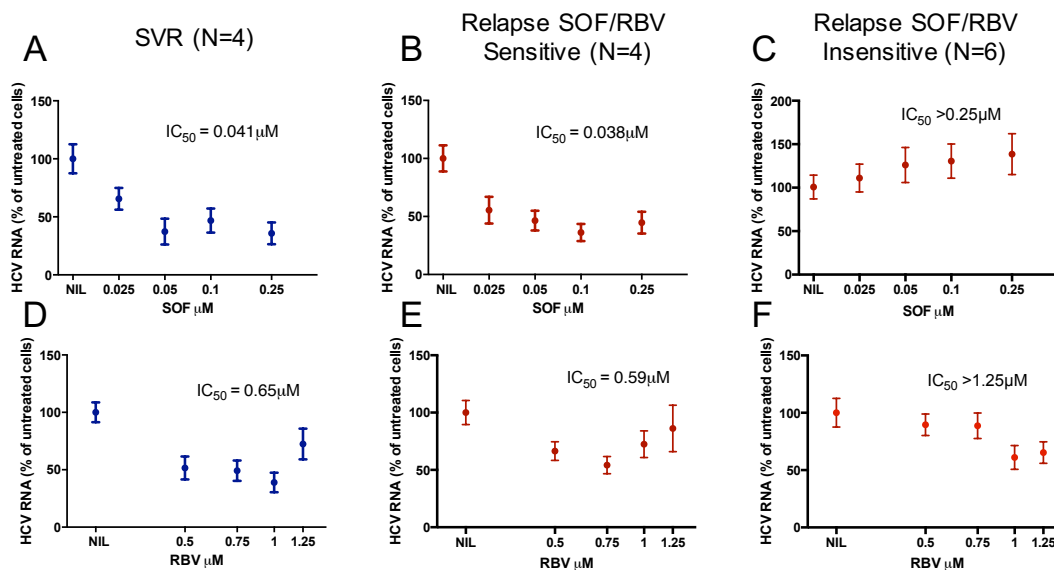 A
SVR (N=4)
HCV RNA (% of untreated cells)
150
100
50
0
IC50 = 0.041μM
NIL
0.025
0.05
0.1
0.25
SOF μM
B
Relapse SOF/RBV
Sensitive (N=4)
HCV RNA (% of untreated cells)
150
100
50
0
IC50 = 0.038μM
NIL
0.025
0.05
0.1
0.25
SOF μM
C
Relapse SOF/RBV
Insensitive (N=6)
HCV RNA (% of untreated cells)
200
150
100
50
0
IC50 >0.25μM
NIL
0.025
0.05
0.1
0.25
SOF μM
D
HCV RNA (% of untreated cells)
150
100
50
0
IC50 = 0.65μM
NIL
0.5
0.75
1
1.25
RBV μM
E
HCV RNA (% of untreated cells)
150
100
50
0
IC50 = 0.59μM
NIL
0.5
0.75
1
1.25
RBV μM
F
HCV RNA (% of untreated cells)
150
100
50
0
IC50 >1.25μM
NIL
0.5
0.75
1
1.25
RBV μM